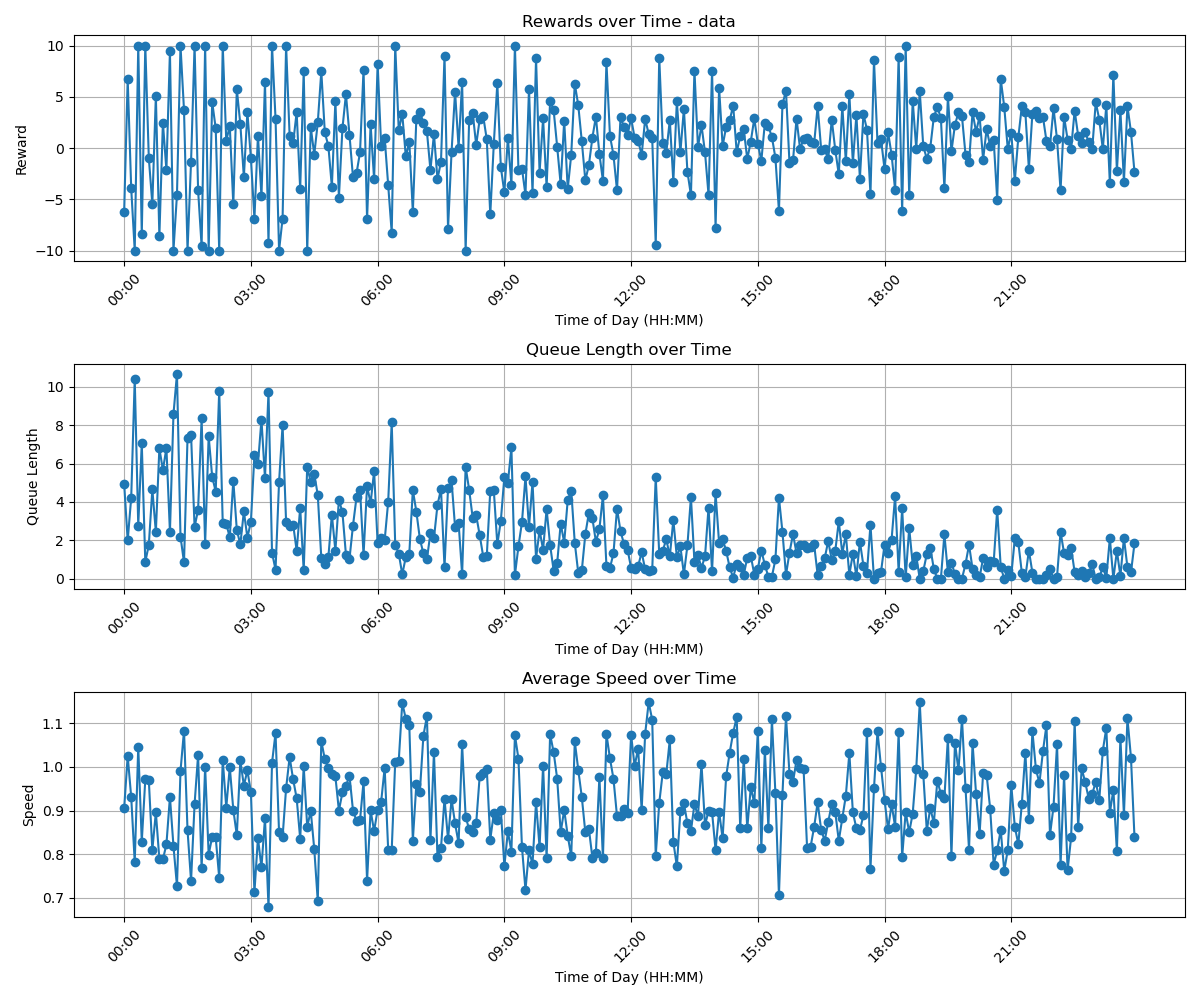 Rewards over Time - data
Reward
10
5
0
−5
−10
00:00 03:00 06:00 09:00 12:00 15:00 18:00 21:00
Time of Day (HH:MM)
Queue Length over Time
Queue Length
10
8
6
4
2
0
00:00 03:00 06:00 09:00 12:00 15:00 18:00 21:00
Time of Day (HH:MM)
Average Speed over Time
Speed
1.1
1.0
0.9
0.8
0.7
00:00 03:00 06:00 09:00 12:00 15:00 18:00 21:00
Time of Day (HH:MM)